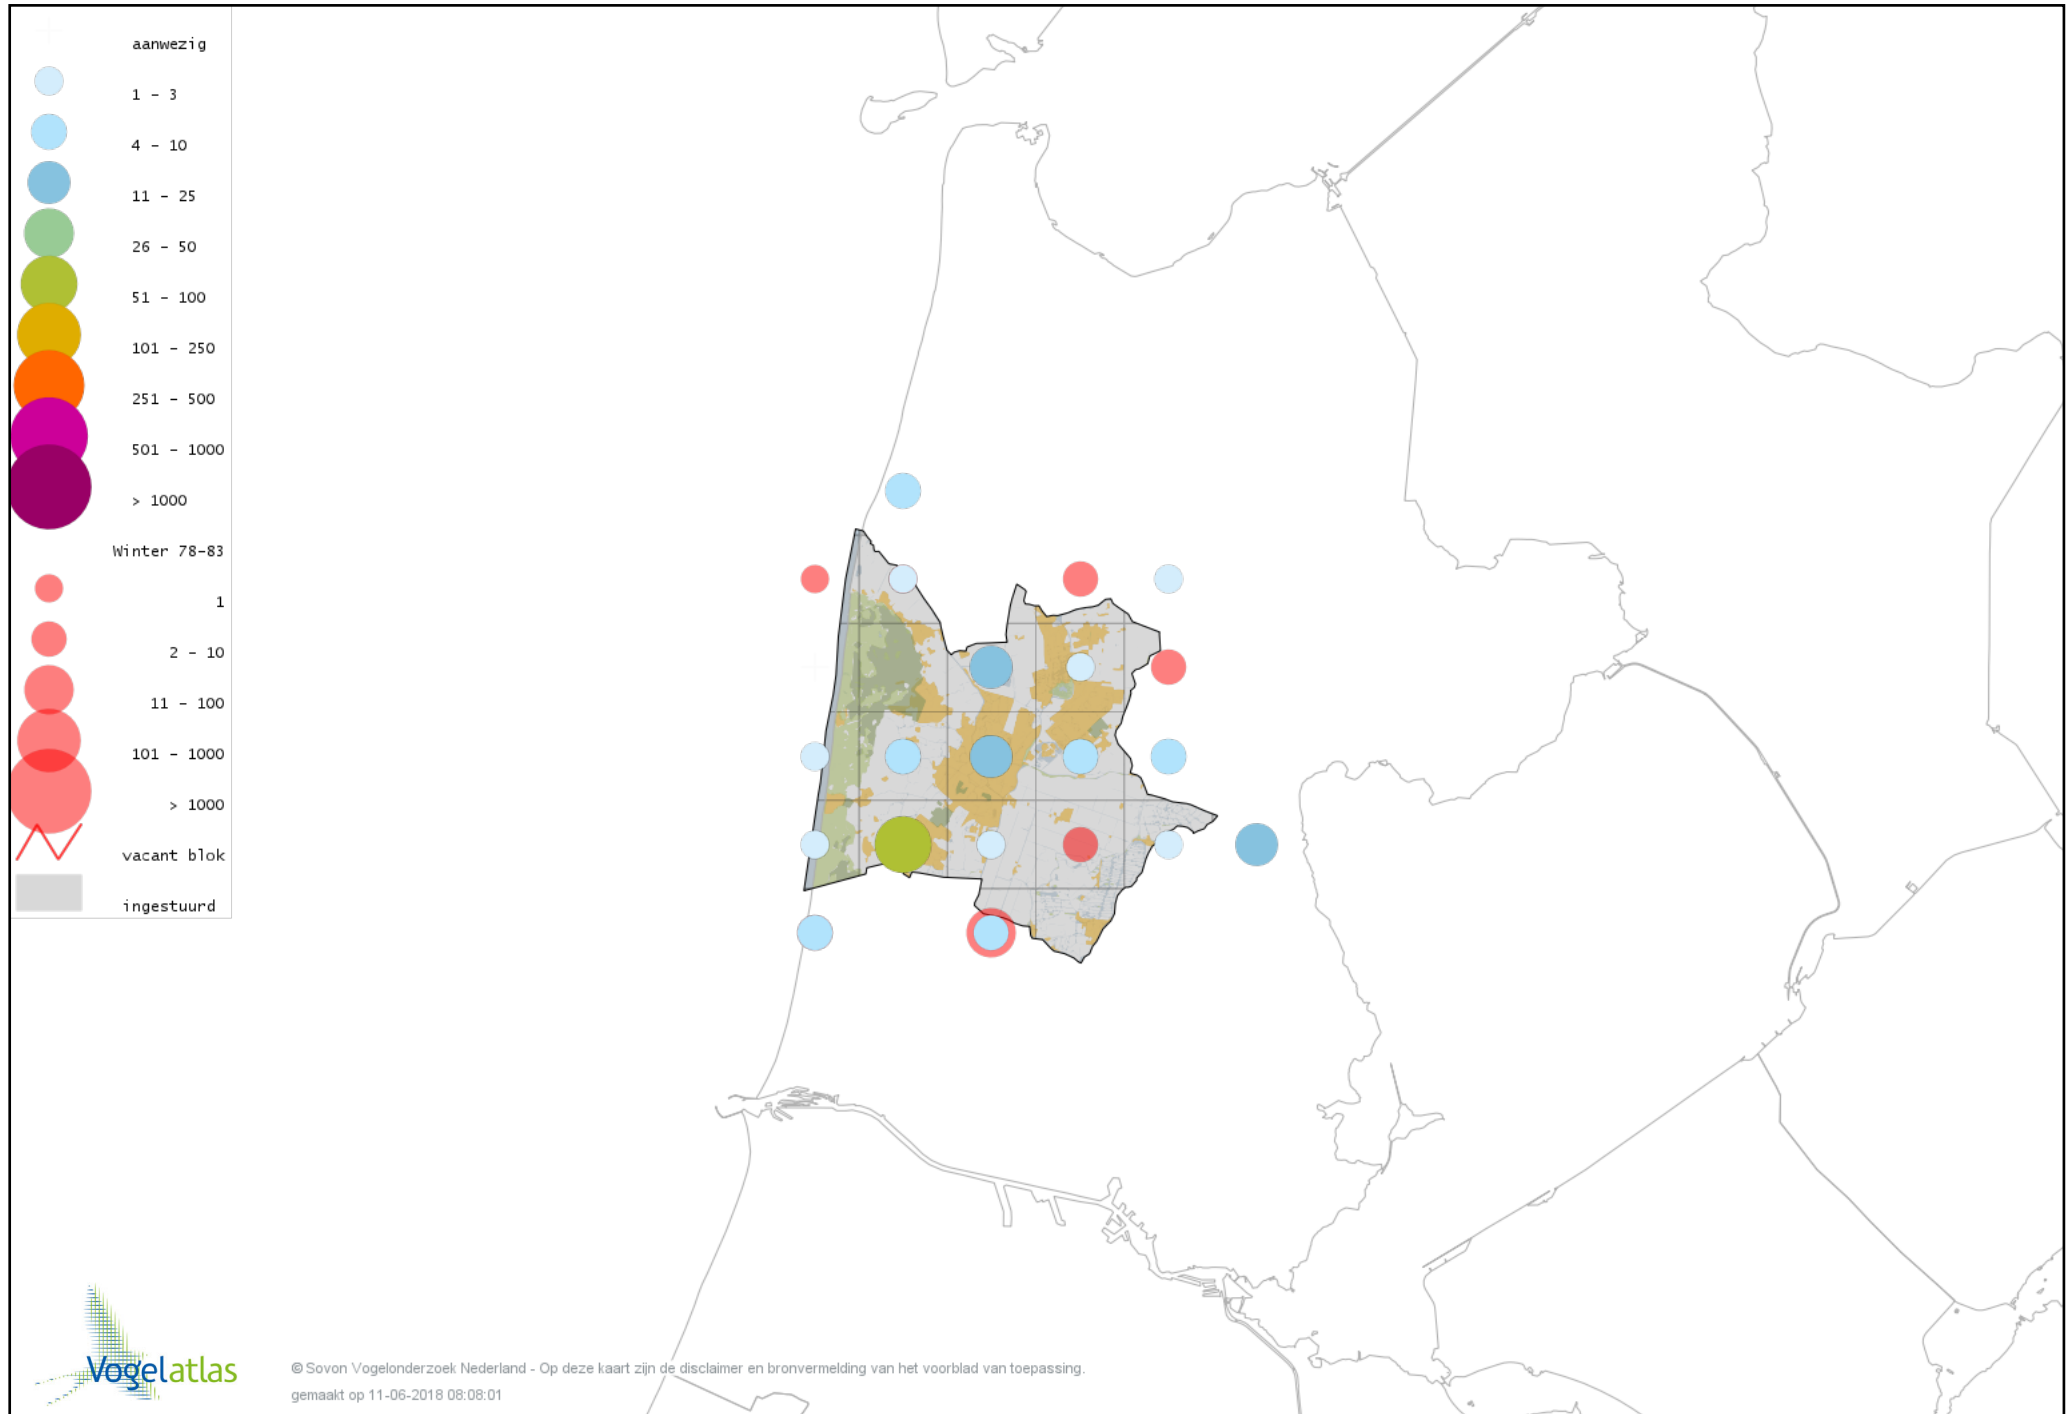 aanwezig
1 - 3
4 - 10
11 - 25
26 - 50
51 - 100
101 - 250
251 - 500
501 - 1000
> 1000
Winter 78-83
1
2 - 10
11 - 100
101 - 1000
> 1000
vacant blok
ingestuurd
Vogelatlas
© Sovon Vogelonderzoek Nederland - Op deze kaart zijn de disclaimer en bronvermelding van het voorblad van toepassing.
gemaakt op 11-06-2018 08:08:01